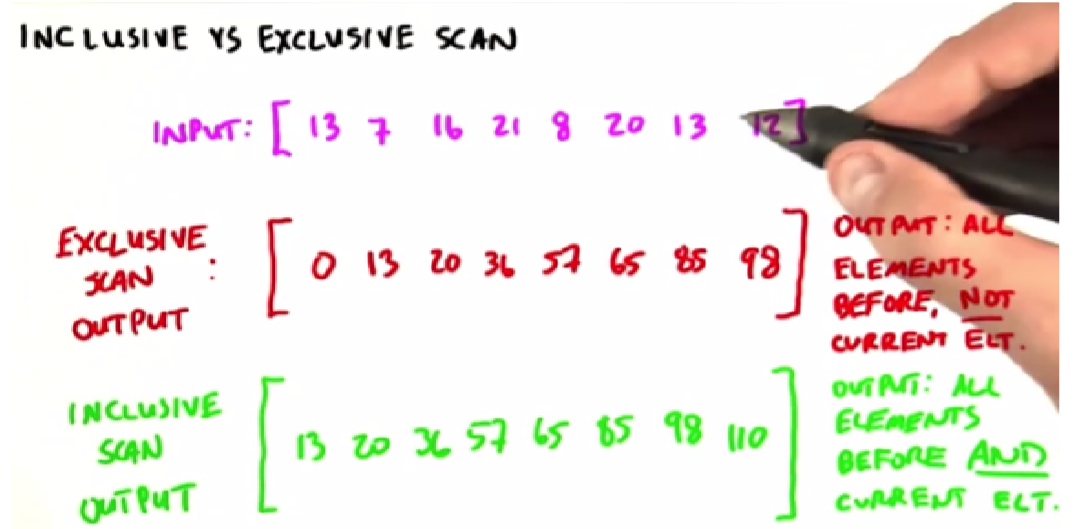 INCLUSIVE VS EXCLUSIVE SCAN
INPUT: [ 13 7 16 21 8 20 13 12 ]
EXCLUSIVE
SCAN :
OUTPUT
[ 0 13 20 36 57 65 85 98 ]
OUTPUT: ALL
ELEMENTS
BEFORE, NOT
CURRENT ELT.
INCLUSIVE
SCAN
OUTPUT
[ 13 20 36 57 65 85 98 110 ]
OUTPUT: ALL
ELEMENTS
BEFORE AND
CURRENT ELT.